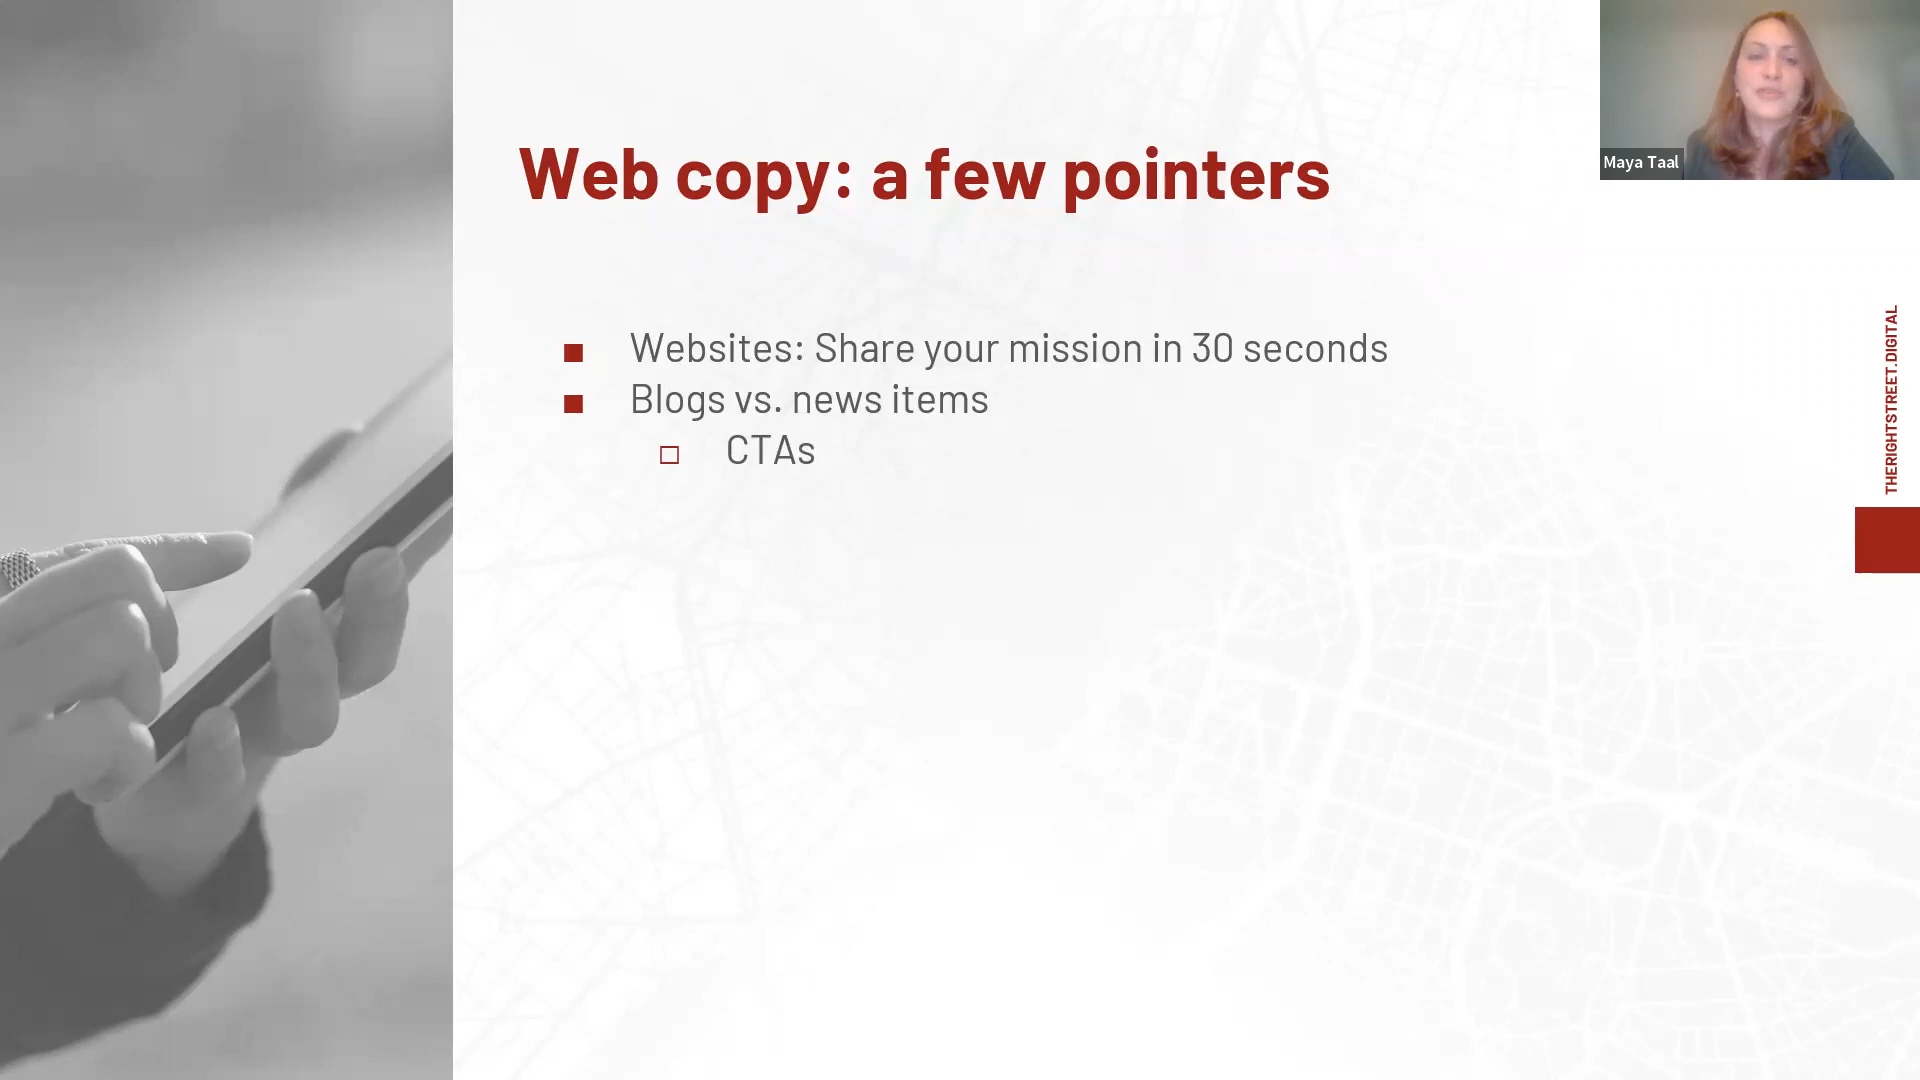 Web copy: a few pointers
Maya Taal
Websites: Share your mission in 30 seconds
Blogs vs. news items
CTAs
THERIGHTSTREET.DIGITAL